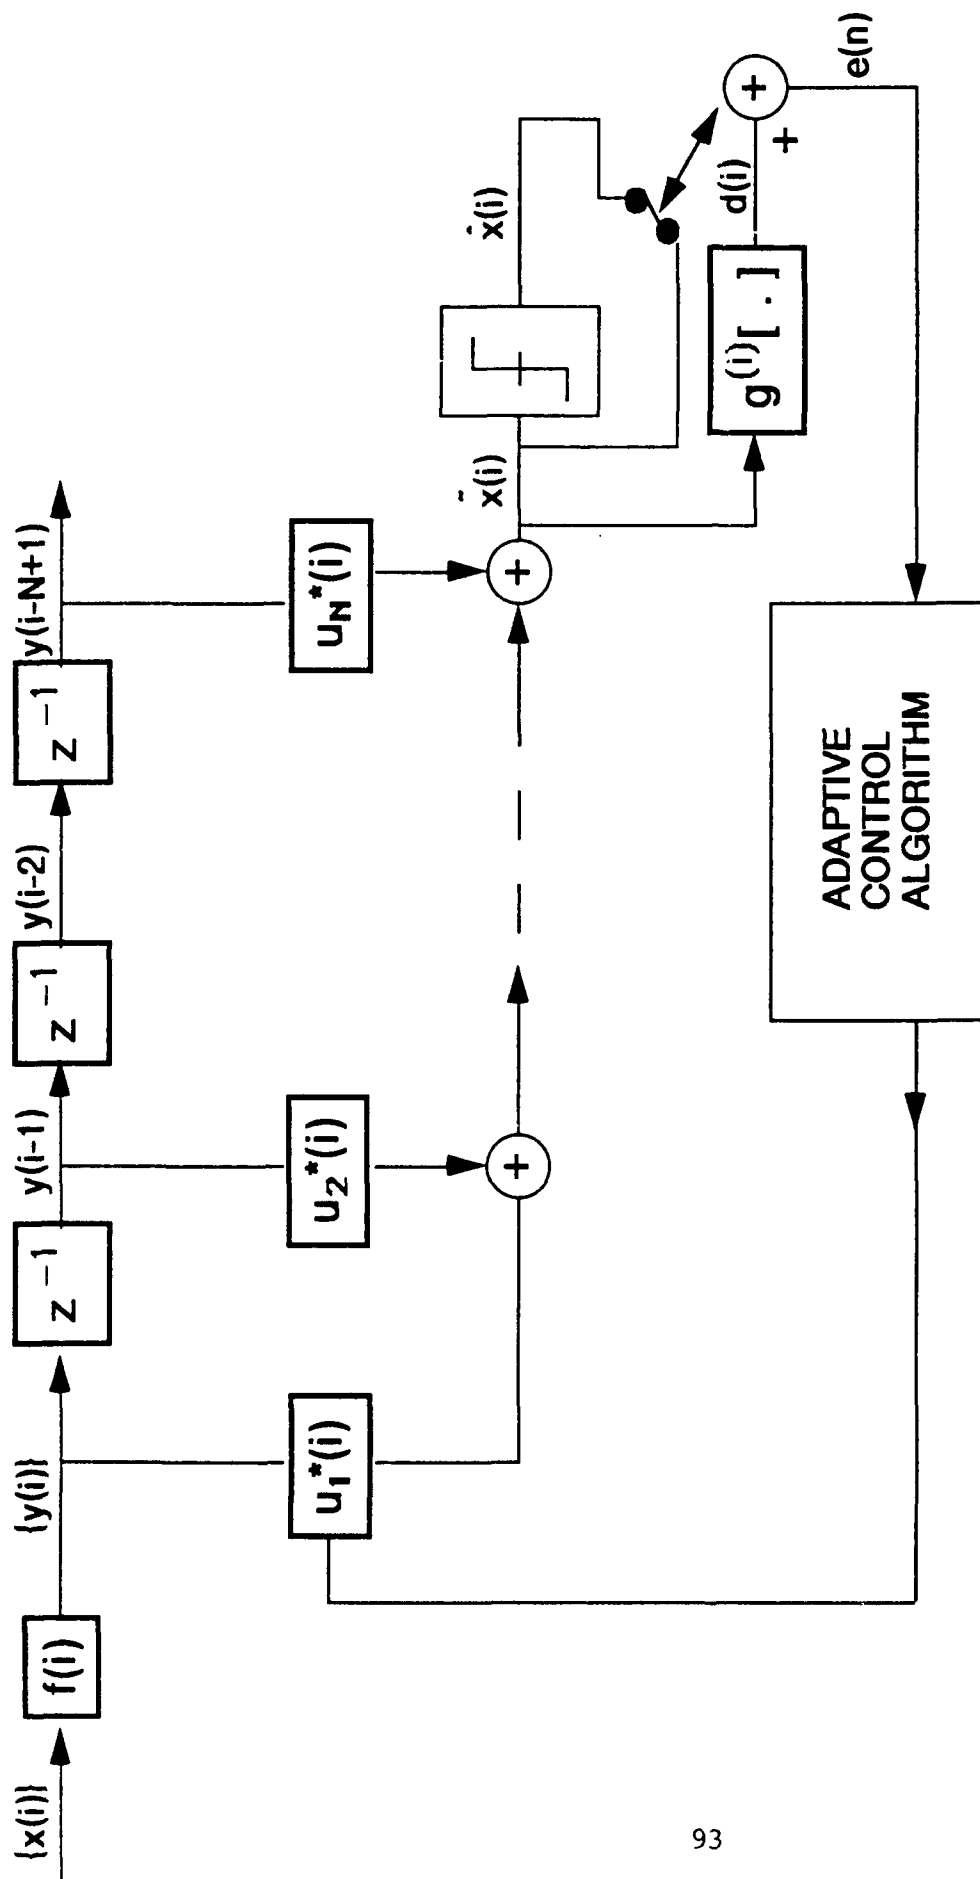 {x(i)}
f(i)
{y(i)}
z⁻¹
y(i-1)
z⁻¹
y(i-2)
z⁻¹
y(i-N+1)
u₁*(i)
u₂*(i)
u_N*(i)
+
+
x̃(i)
x̂(i)
g⁽ⁱ⁾[ . ]
d(i)
+
+
e(n)
ADAPTIVE
CONTROL
ALGORITHM
93